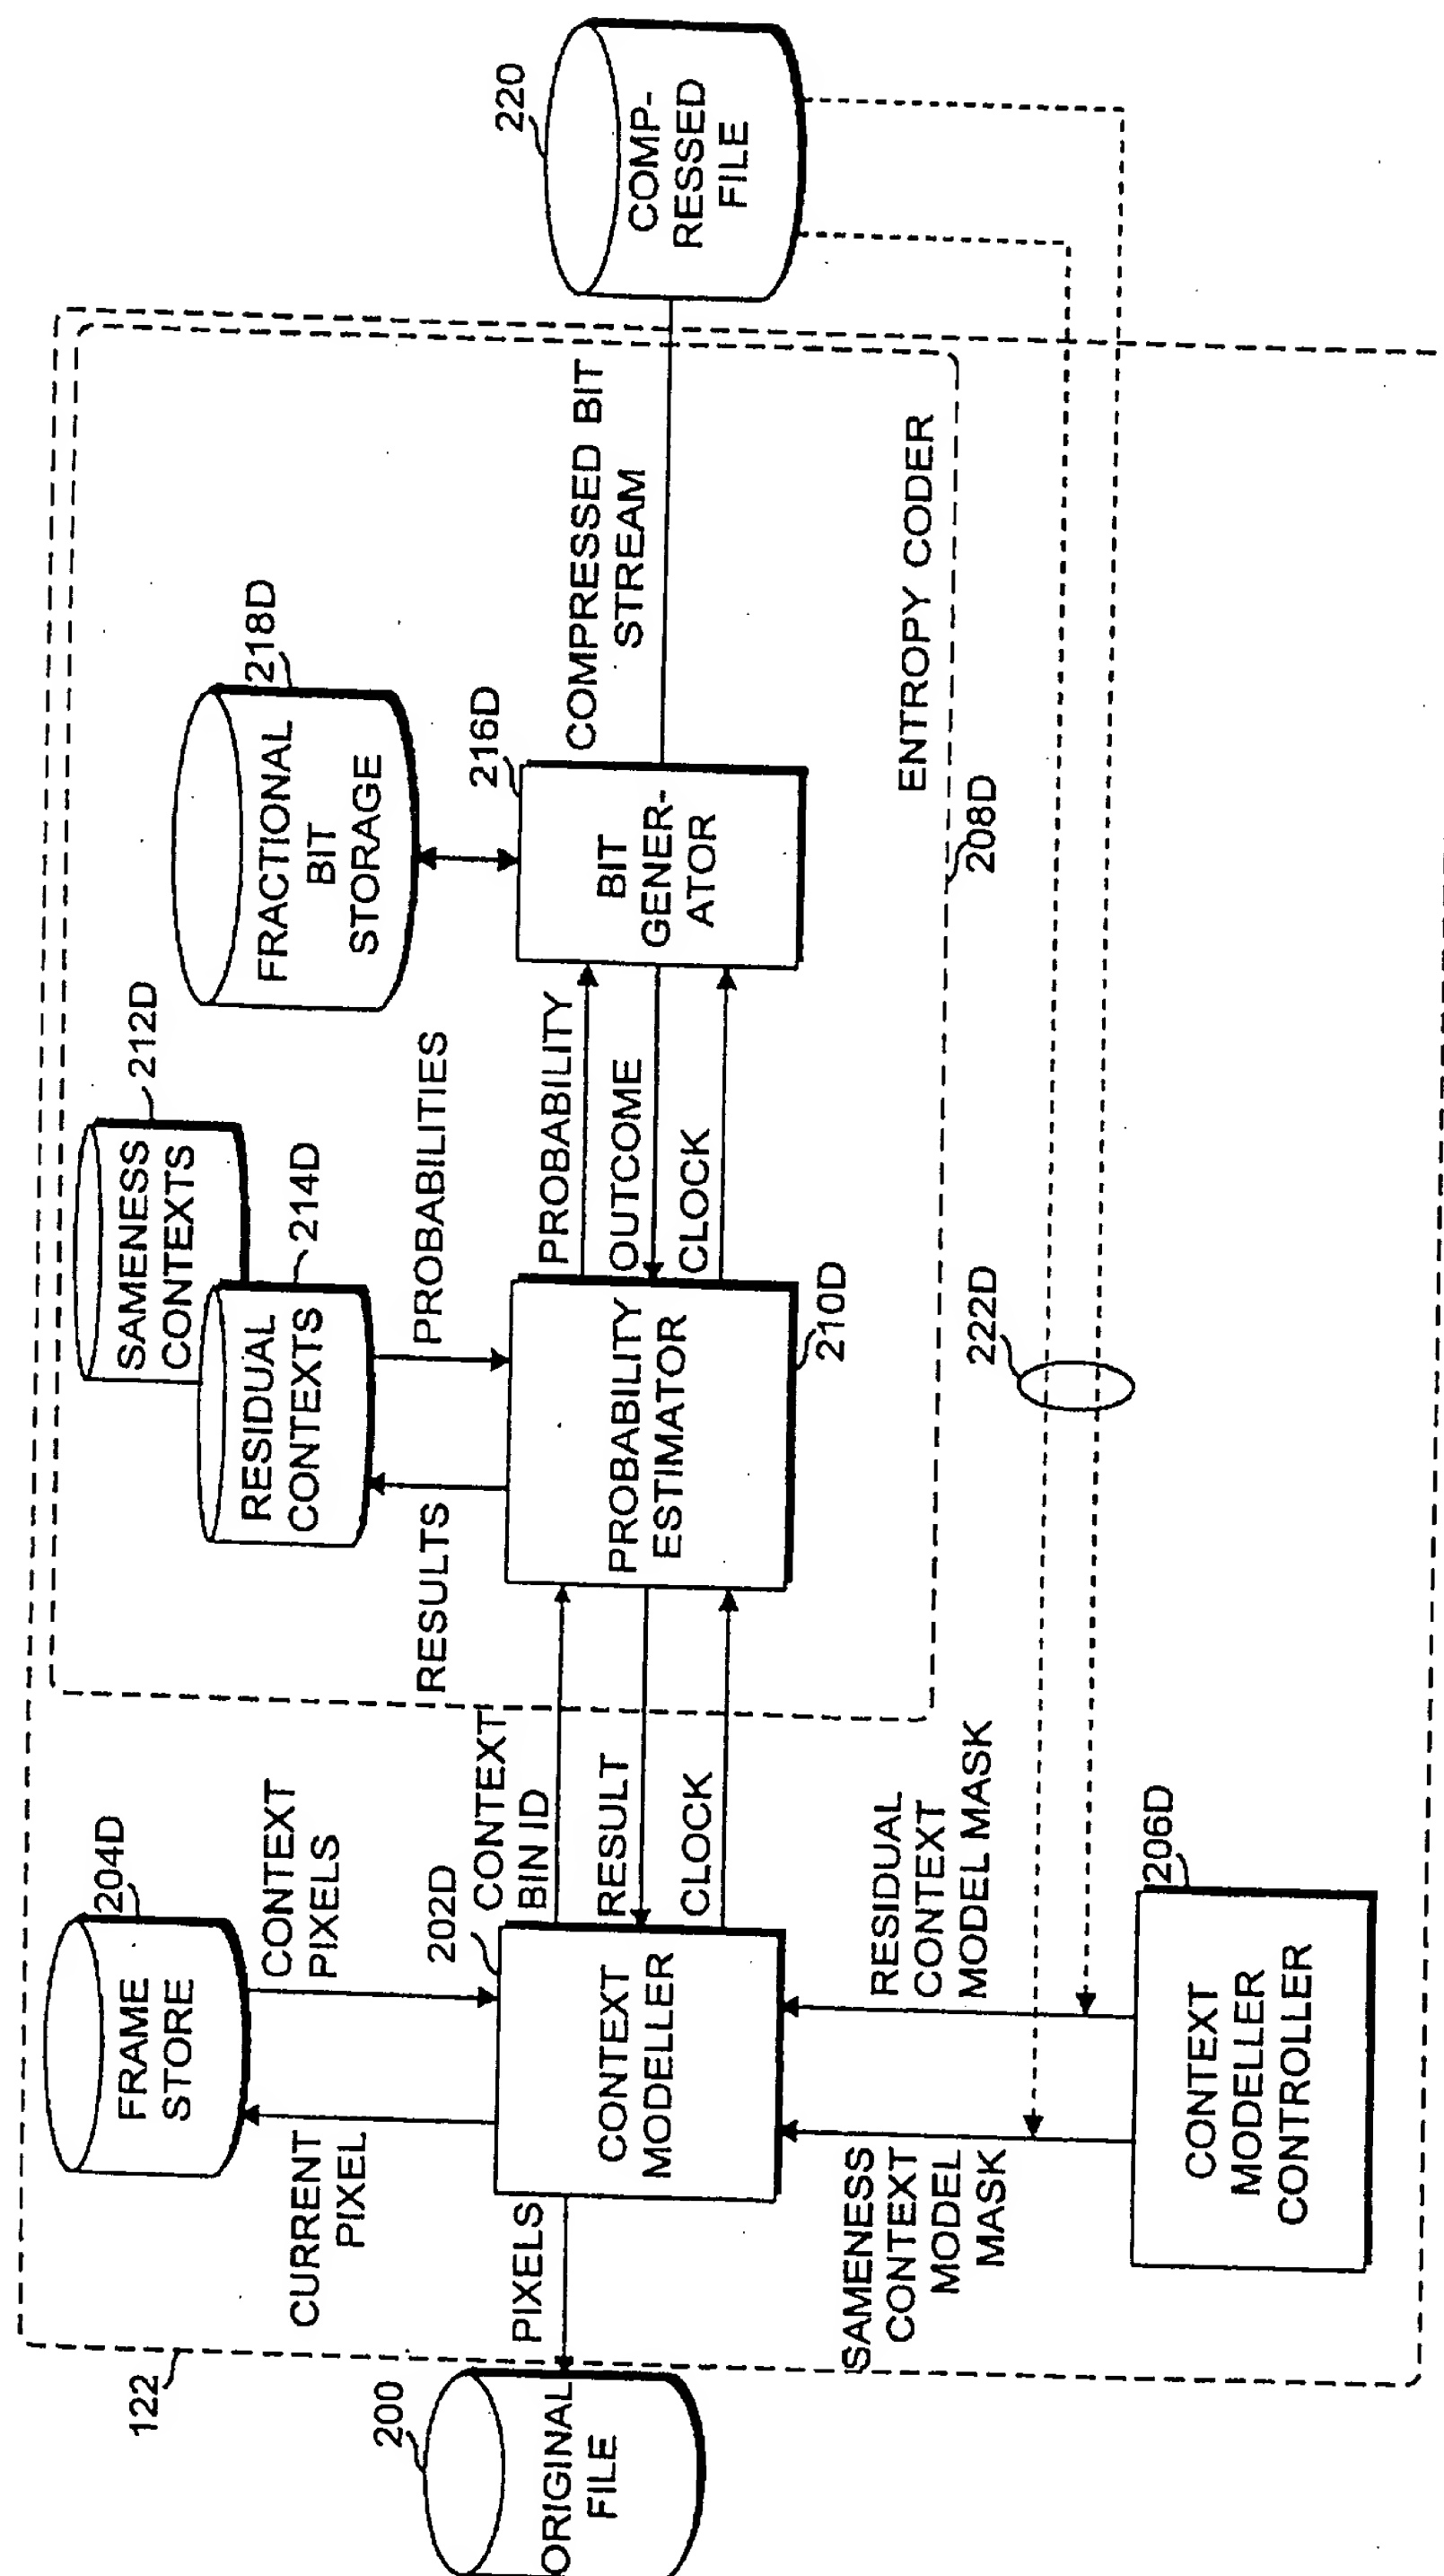 122
200
ORIGINAL
FILE
PIXELS
CURRENT
PIXEL
204D
FRAME
STORE
CONTEXT
PIXELS
202D
CONTEXT
MODELLER
CONTEXT
BIN ID
RESULT
CLOCK
SAMENESS
CONTEXT
MODEL
MASK
RESIDUAL
CONTEXT
MODEL MASK
206D
CONTEXT
MODELLER
CONTROLLER
212D
SAMENESS
CONTEXTS
214D
RESIDUAL
CONTEXTS
RESULTS
PROBABILITIES
PROBABILITY
ESTIMATOR
210D
PROBABILITY
OUTCOME
CLOCK
218D
FRACTIONAL
BIT
STORAGE
216D
BIT
GENER-
ATOR
COMPRESSED BIT
STREAM
ENTROPY CODER
208D
222D
220
COMP-
RESSED
FILE